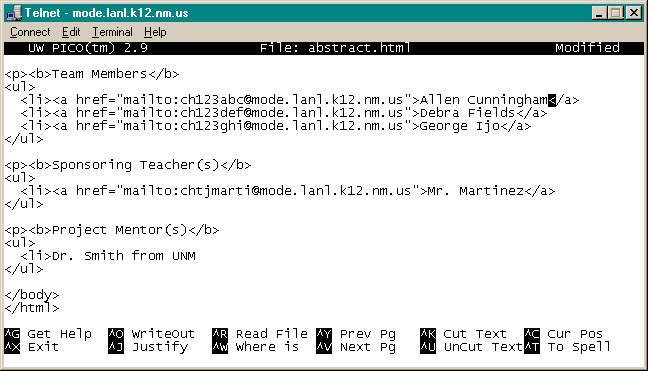 Telnet - mode.lanl.k12.nm.us
Connect Edit Terminal Help
UW PICO(tm) 2.9 File: abstract.html Modified
<p><b>Team Members</b>
<ul>
<li><a href="mailto:ch123abc@mode.lanl.k12.nm.us">Allen Cunningham</a>
<li><a href="mailto:ch123def@mode.lanl.k12.nm.us">Debra Fields</a>
<li><a href="mailto:ch123ghi@mode.lanl.k12.nm.us">George Ijo</a>
</ul>
<p><b>Sponsoring Teacher(s)</b>
<ul>
<li><a href="mailto:chtjmarti@mode.lanl.k12.nm.us">Mr. Martinez</a>
</ul>
<p><b>Project Mentor(s)</b>
<ul>
<li>Dr. Smith from UNM
</ul>
</body>
</html>
^G Get Help ^O WriteOut ^R Read File ^Y Prev Pg ^K Cut Text ^C Cur Pos
^X Exit ^J Justify ^W Where is ^V Next Pg ^U UnCut Text ^T To Spell